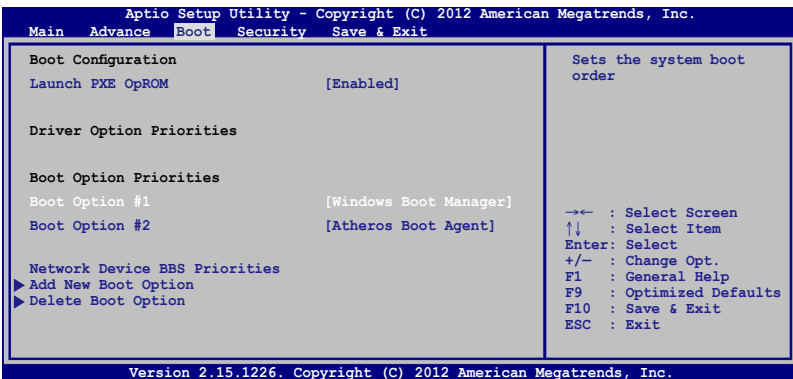 Aptio Setup Utility - Copyright (C) 2012 American Megatrends, Inc.
Main Advance Boot Security Save & Exit
Boot Configuration
Launch PXE OpROM [Enabled]
Driver Option Priorities
Boot Option Priorities
Boot Option #1 [Windows Boot Manager]
Boot Option #2 [Atheros Boot Agent]
Network Device BBS Priorities
Add New Boot Option
Delete Boot Option
Sets the system boot
order
→← : Select Screen
↑↓ : Select Item
Enter: Select
+/— : Change Opt.
F1 : General Help
F9 : Optimized Defaults
F10 : Save & Exit
ESC : Exit
Version 2.15.1226. Copyright (C) 2012 American Megatrends, Inc.